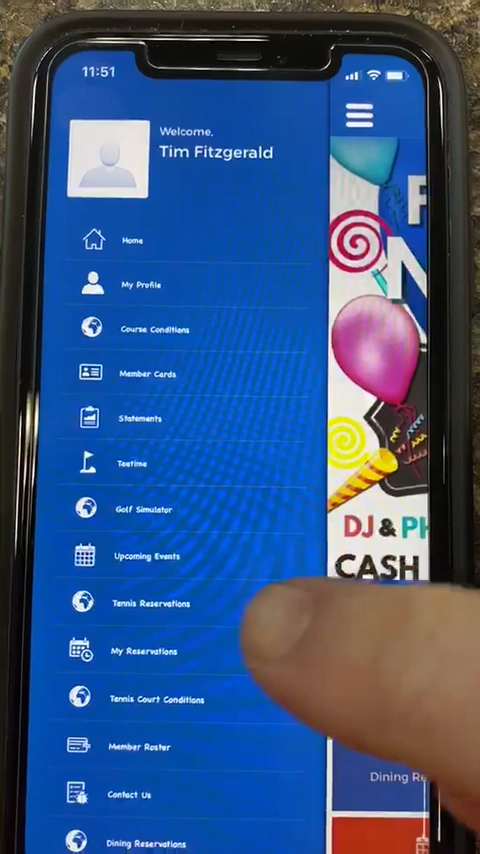 11:51
Welcome,
Tim Fitzgerald
Home
My Profile
Course Conditions
Member Cards
Statements
Teetime
Golf Simulator
Upcoming Events
Tennis Reservations
My Reservations
Tennis Court Conditions
Member Roster
Contact Us
Dining Reservations
F
N
DJ & PH
CASH
Dining Re